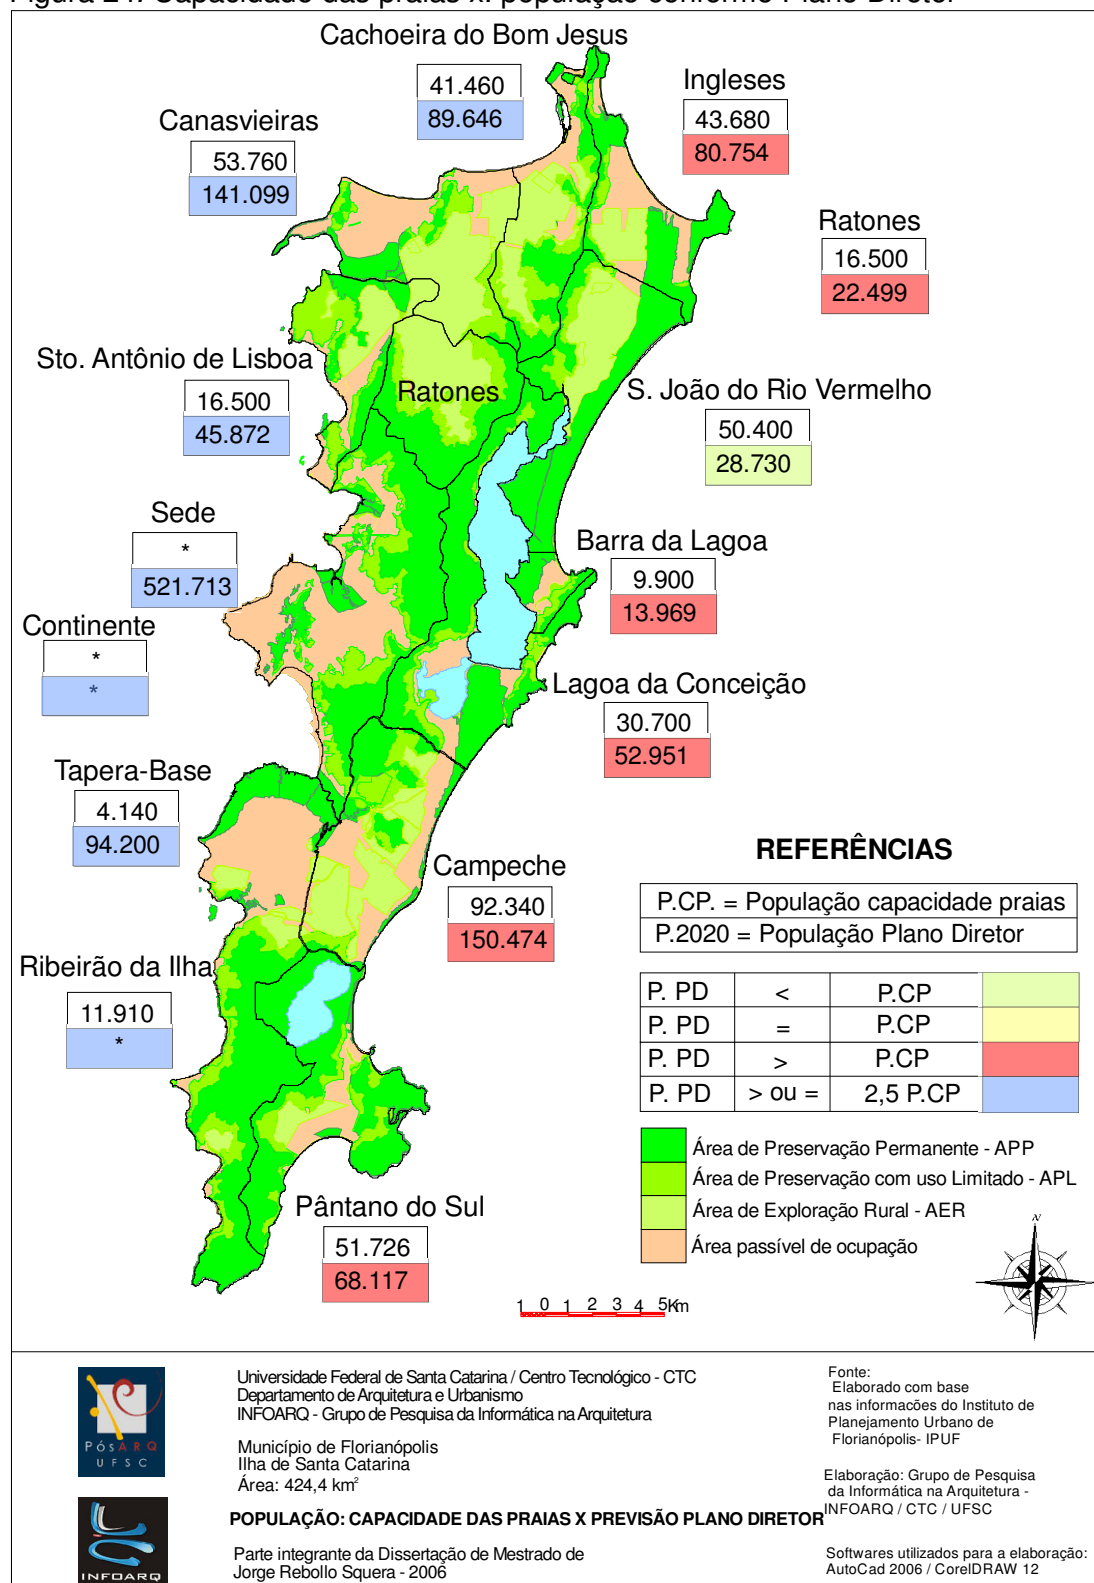 Figura 24: Capacidade das praias x. população conforme Plano Diretor
Cachoeira do Bom Jesus
41.460
89.646
Ingleses
43.680
80.754
Canasvieiras
53.760
141.099
Ratones
16.500
22.499
Sto. Antônio de Lisboa
16.500
45.872
Ratones
S. João do Rio Vermelho
50.400
28.730
Sede
*
521.713
Barra da Lagoa
9.900
13.969
Continente
*
*
Lagoa da Conceição
30.700
52.951
Tapera-Base
4.140
94.200
Campeche
92.340
150.474
Ribeirão da Ilha
11.910
*
Pântano do Sul
51.726
68.117
REFERÊNCIAS
P.CP. = População capacidade praias
P.2020 = População Plano Diretor
P. PD < P.CP
P. PD = P.CP
P. PD > P.CP
P. PD > ou = 2,5 P.CP
Área de Preservação Permanente - APP
Área de Preservação com uso Limitado - APL
Área de Exploração Rural - AER
Área passível de ocupação
N
1 0 1 2 3 4 5Km
PósARQ
UFSC
INFOARQ
Universidade Federal de Santa Catarina / Centro Tecnológico - CTC
Departamento de Arquitetura e Urbanismo
INFOARQ - Grupo de Pesquisa da Informática na Arquitetura
Município de Florianópolis
Ilha de Santa Catarina
Área: 424,4 km²
POPULAÇÃO: CAPACIDADE DAS PRAIAS X PREVISÃO PLANO DIRETOR
Parte integrante da Dissertação de Mestrado de
Jorge Rebollo Squera - 2006
Fonte:
Elaborado com base
nas informacões do Instituto de
Planejamento Urbano de
Florianópolis- IPUF
Elaboração: Grupo de Pesquisa
da Informática na Arquitetura -
INFOARQ / CTC / UFSC
Softwares utilizados para a elaboração:
AutoCad 2006 / CorelDRAW 12